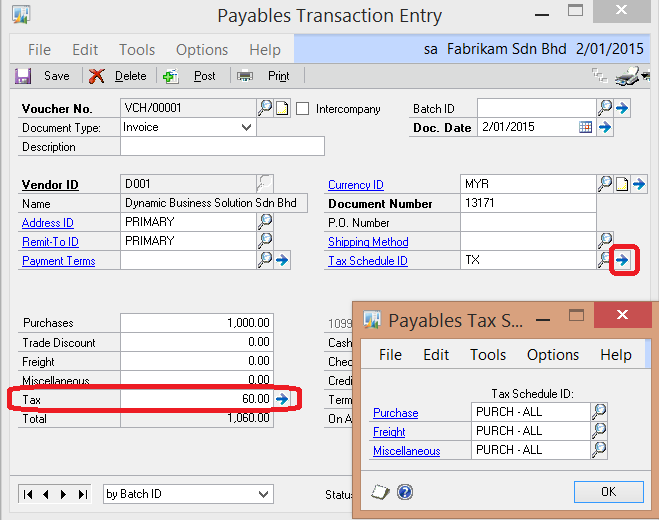 Payables Transaction Entry
File Edit Tools Options Help sa Fabrikam Sdn Bhd 2/01/2015
Save Delete Post Print
Voucher No. VCH/00001 Intercompany Batch ID
Document Type: Invoice Doc. Date 2/01/2015
Description
Vendor ID D001 Currency ID MYR
Name Dynamic Business Solution Sdn Bhd Document Number 13171
Address ID PRIMARY P.O. Number
Remit-To ID PRIMARY Shipping Method
Payment Terms Tax Schedule ID TX
Purchases 1,000.00 1099
Trade Discount 0.00 Cash
Freight 0.00 Chec
Miscellaneous 0.00 Credi
Tax 60.00 Term
Total 1,060.00 On A
by Batch ID Status
Payables Tax S...
File Edit Tools Options Help
Tax Schedule ID:
Purchase PURCH - ALL
Freight PURCH - ALL
Miscellaneous PURCH - ALL
OK